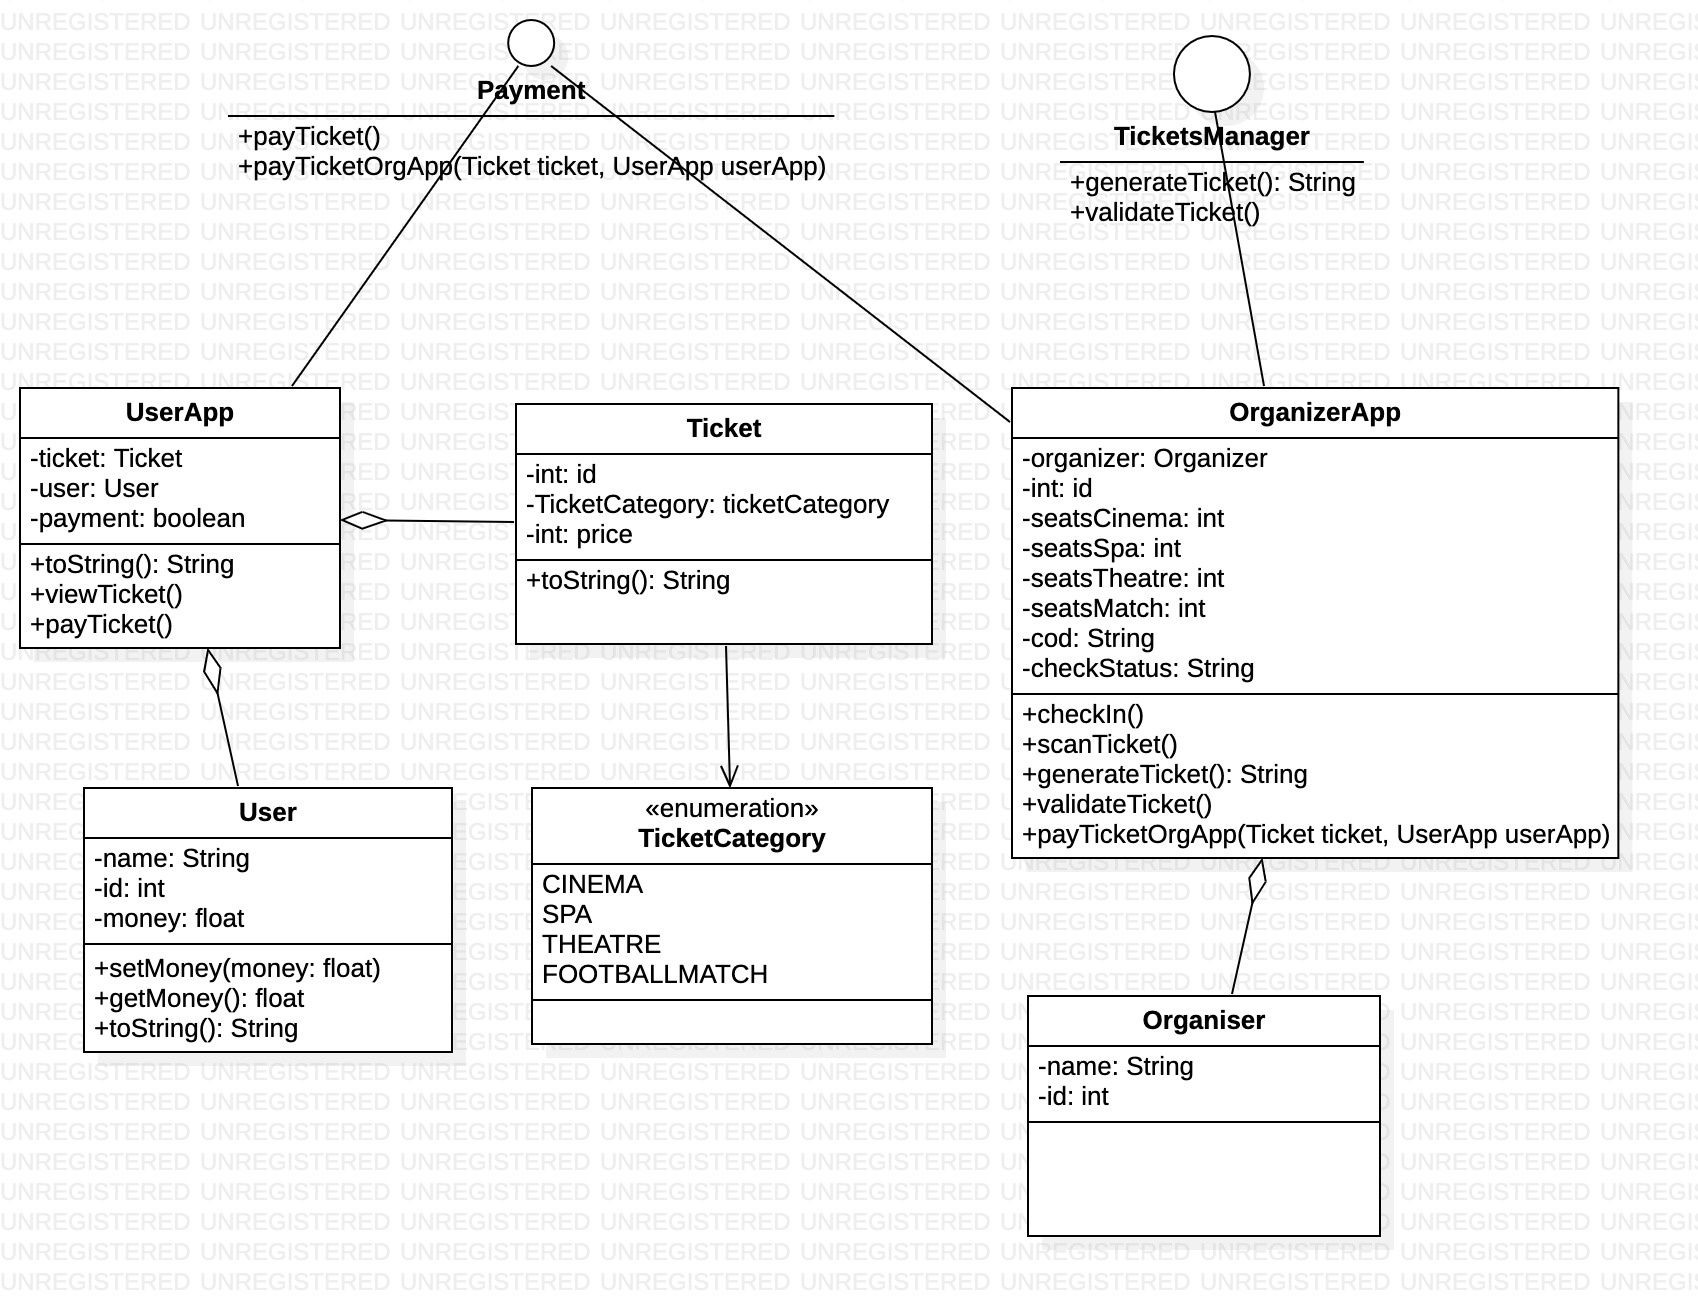 Payment
+payTicket()
+payTicketOrgApp(Ticket ticket, UserApp userApp)
TicketsManager
+generateTicket(): String
+validateTicket()
UserApp
-ticket: Ticket
-user: User
-payment: boolean
+toString(): String
+viewTicket()
+payTicket()
Ticket
-int: id
-TicketCategory: ticketCategory
-int: price
+toString(): String
OrganizerApp
-organizer: Organizer
-int: id
-seatsCinema: int
-seatsSpa: int
-seatsTheatre: int
-seatsMatch: int
-cod: String
-checkStatus: String
+checkIn()
+scanTicket()
+generateTicket(): String
+validateTicket()
+payTicketOrgApp(Ticket ticket, UserApp userApp)
User
-name: String
-id: int
-money: float
+setMoney(money: float)
+getMoney(): float
+toString(): String
«enumeration»
TicketCategory
CINEMA
SPA
THEATRE
FOOTBALLMATCH
Organiser
-name: String
-id: int
UNREGISTERED